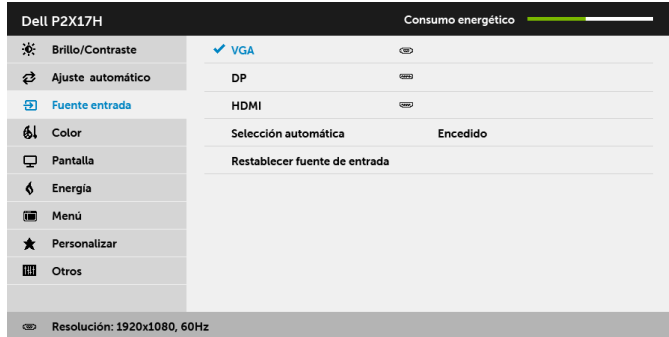 Dell P2X17H
Consumo energético
Brillo/Contraste
VGA
Ajuste automático
DP
Fuente entrada
HDMI
Color
Selección automática Encedido
Pantalla
Restablecer fuente de entrada
Energía
Menú
Personalizar
Otros
Resolución: 1920x1080, 60Hz